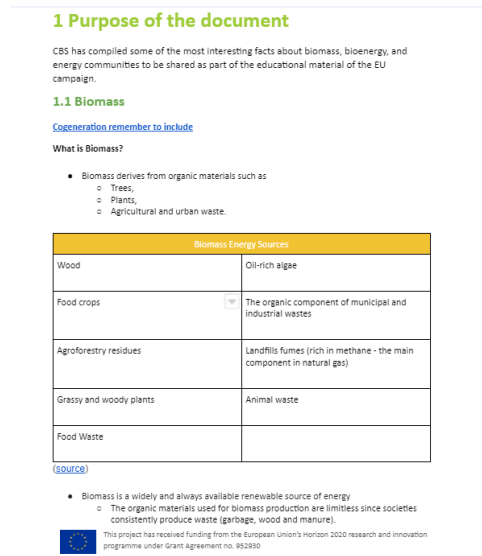 1 Purpose of the document
CBS has compiled some of the most interesting facts about biomass, bioenergy, and
energy communities to be shared as part of the educational material of the EU
campaign.
1.1 Biomass
Cogeneration remember to include
What is Biomass?
● Biomass derives from organic materials such as
○ Trees,
○ Plants,
○ Agricultural and urban waste.
Biomass Energy Sources
Wood
Oil-rich algae
Food crops
The organic component of municipal and
industrial wastes
Agroforestry residues
Landfills fumes (rich in methane - the main
component in natural gas)
Grassy and woody plants
Animal waste
Food Waste
(source)
● Biomass is a widely and always available renewable source of energy
○ The organic materials used for biomass production are limitless since societies
consistently produce waste (garbage, wood and manure).
This project has received funding from the European Union's Horizon 2020 research and innovation
programme under Grant Agreement no. 952930